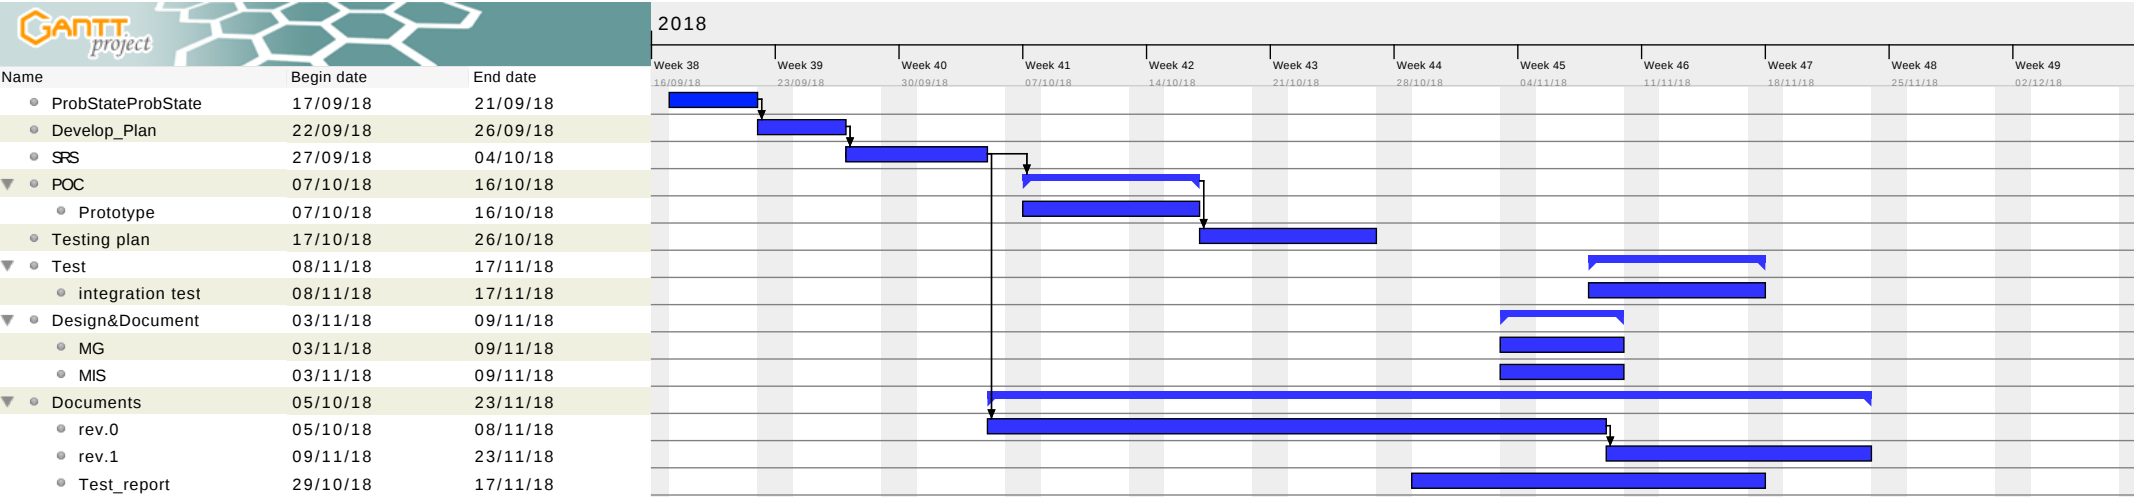 GANTT
project
2018
Week 38 Week 39 Week 40 Week 41 Week 42 Week 43 Week 44 Week 45 Week 46 Week 47 Week 48 Week 49
16/09/18 23/09/18 30/09/18 07/10/18 14/10/18 21/10/18 28/10/18 04/11/18 11/11/18 18/11/18 25/11/18 02/12/18
Name Begin date End date
ProbStateProbState 17/09/18 21/09/18
Develop_Plan 22/09/18 26/09/18
SRS 27/09/18 04/10/18
POC 07/10/18 16/10/18
Prototype 07/10/18 16/10/18
Testing plan 17/10/18 26/10/18
Test 08/11/18 17/11/18
integration test 08/11/18 17/11/18
Design&Document 03/11/18 09/11/18
MG 03/11/18 09/11/18
MIS 03/11/18 09/11/18
Documents 05/10/18 23/11/18
rev.0 05/10/18 08/11/18
rev.1 09/11/18 23/11/18
Test_report 29/10/18 17/11/18